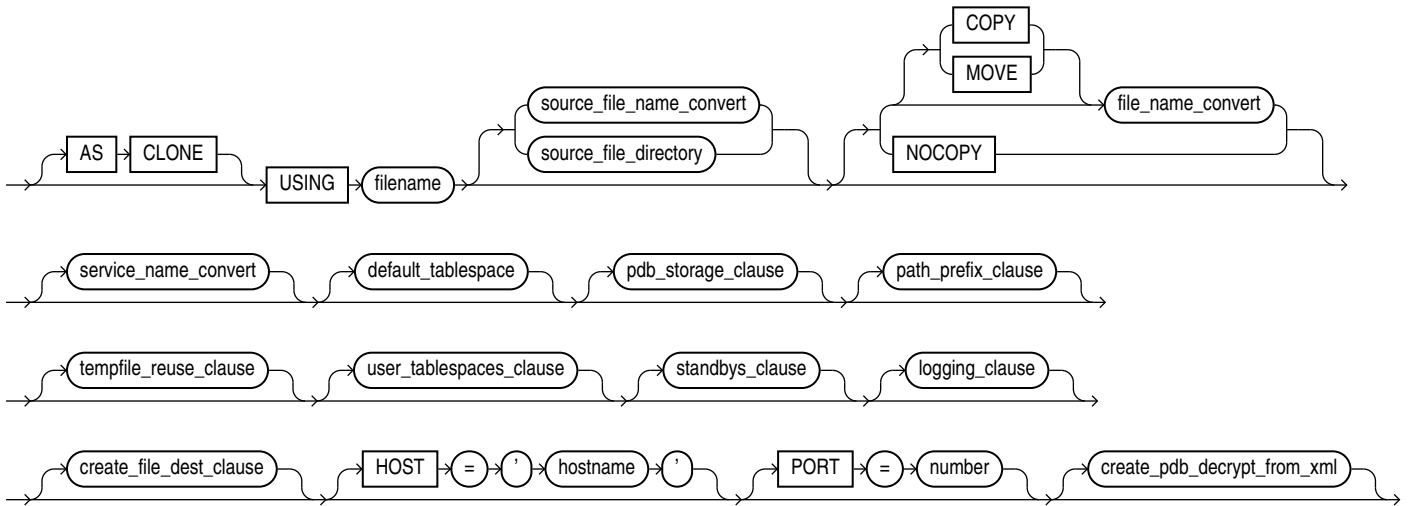 COPY
MOVE
source_file_name_convert
file_name_convert
AS CLONE
source_file_directory
NOCOPY
USING filename
service_name_convert default_tablespace pdb_storage_clause path_prefix_clause
tempfile_reuse_clause user_tablespaces_clause standbys_clause logging_clause
create_file_dest_clause HOST = ' hostname ' PORT = number create_pdb_decrypt_from_xml